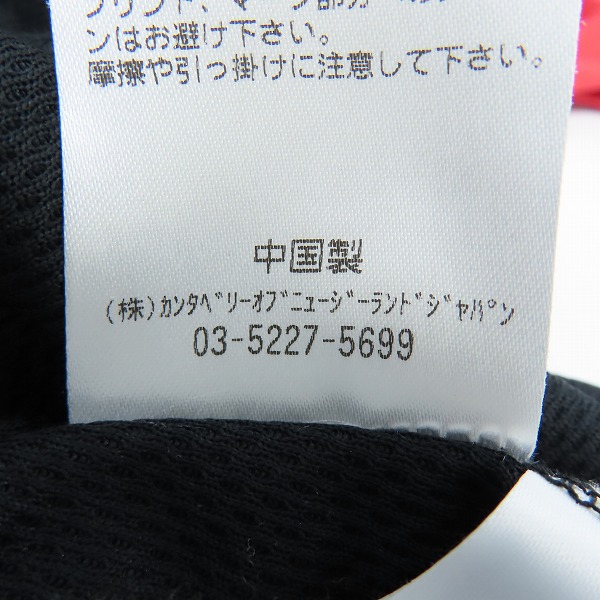 ンはお避け下さい。
摩擦や引っ掛けに注意して下さい。
中国製
(株)ｶﾝﾀﾍﾞﾘｰｵﾌﾞﾆｭｰｼﾞｰﾗﾝﾄﾞｼﾞｬﾊﾟﾝ
03-5227-5699